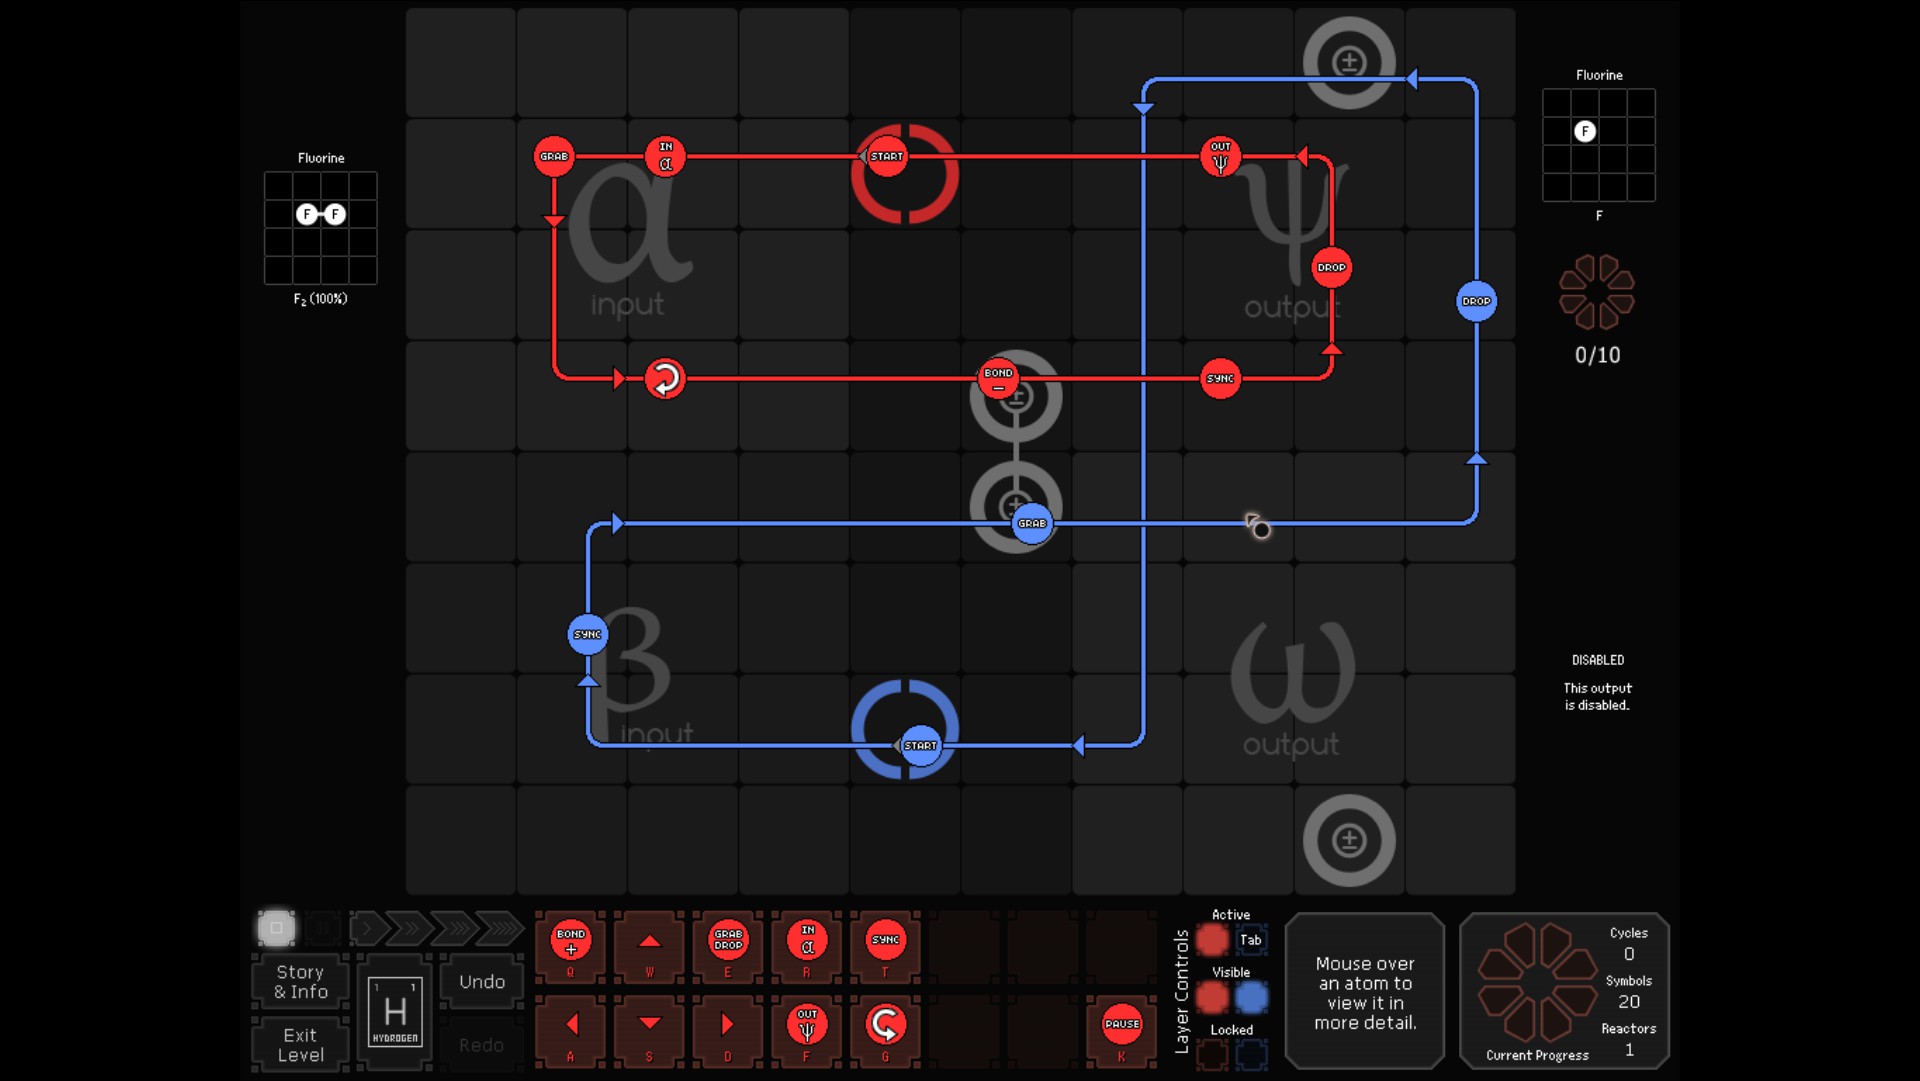 Fluorine
F F
F₂ (100%)
GRAB
IN
α
START
OUT
ψ
α
input
ψ
output
DROP
Fluorine
F
F
0/10
DROP
BOND
–
SYNC
±
±
±
GRAB
SYNC
β
input
START
ω
output
DISABLED
This output
is disabled.
±
Story
& Info
Exit
Level
1 1
H
HYDROGEN
Undo
Redo
BOND
+
Q
W
GRAB
DROP
E
IN
α
R
SYNC
T
A
S
D
OUT
ψ
F
G
PAUSE
K
Layer Controls
Active
Tab
Visible
Locked
Mouse over
an atom to
view it in
more detail.
Cycles
0
Symbols
20
Reactors
1
Current Progress